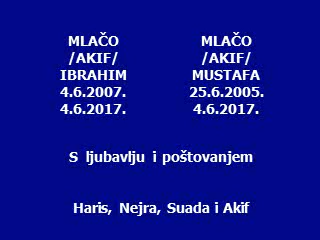 MLAČO MLAČO
/AKIF/ /AKIF/
IBRAHIM MUSTAFA
4.6.2007. 25.6.2005.
4.6.2017. 4.6.2017.
S ljubavlju i poštovanjem
Haris, Nejra, Suada i Akif